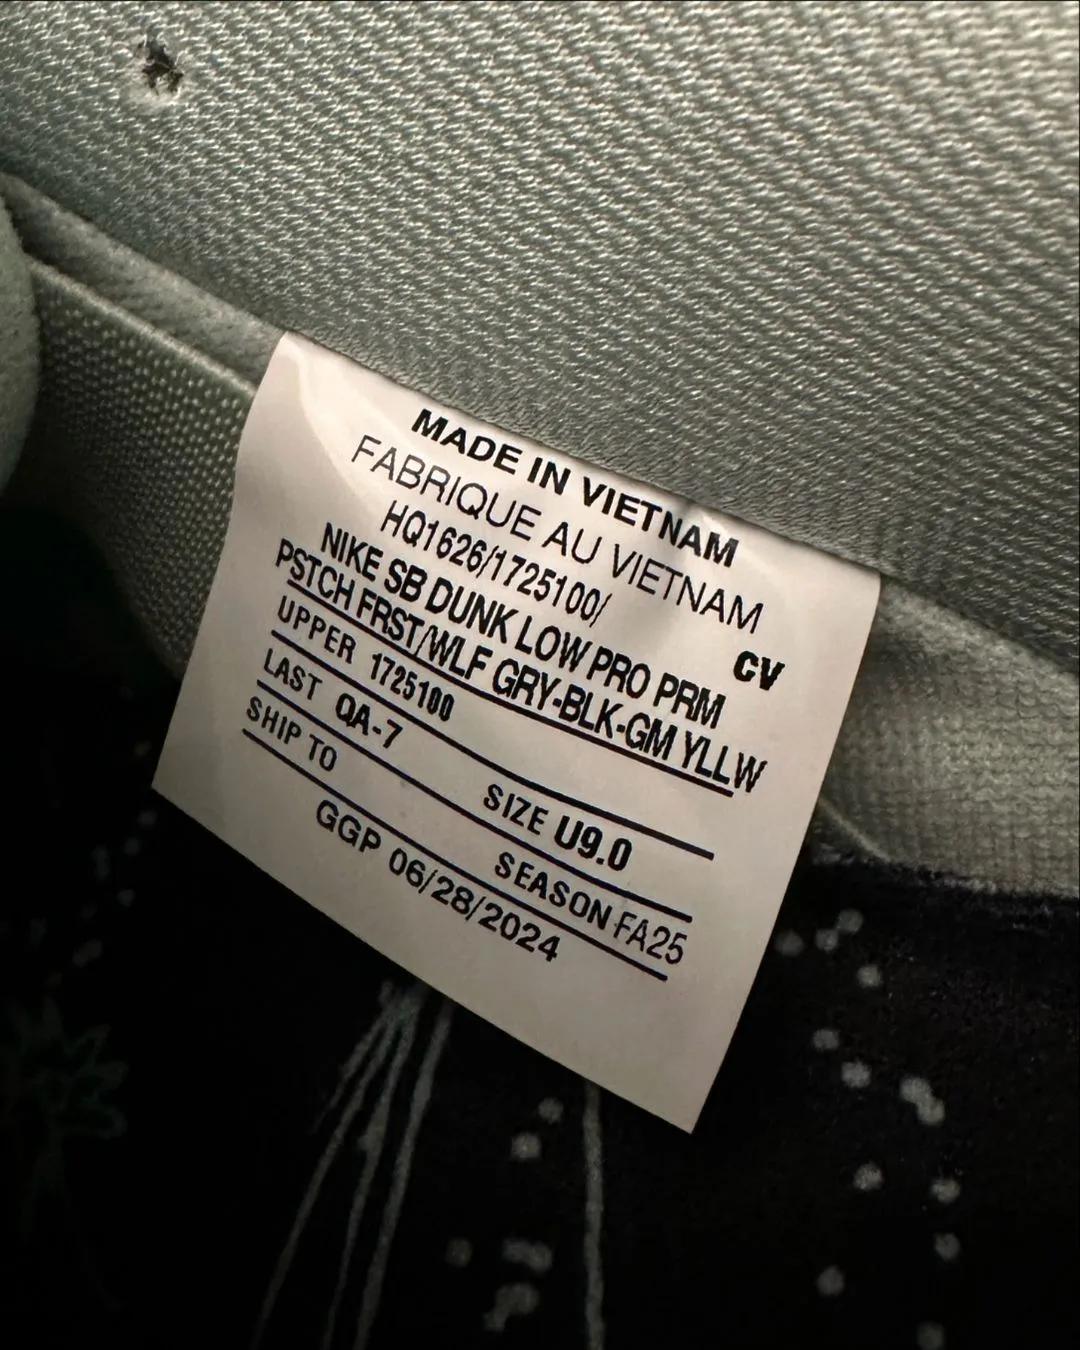 MADE IN VIETNAM
FABRIQUE AU VIETNAM
HQ1626/1725100/
CV
NIKE SB DUNK LOW PRO PRM
PSTCH FRST/WLF GRY-BLK-GM YLLW
UPPER 1725100
SIZE U9.0
LAST QA-7
SEASON FA25
SHIP TO
GGP 06/28/2024